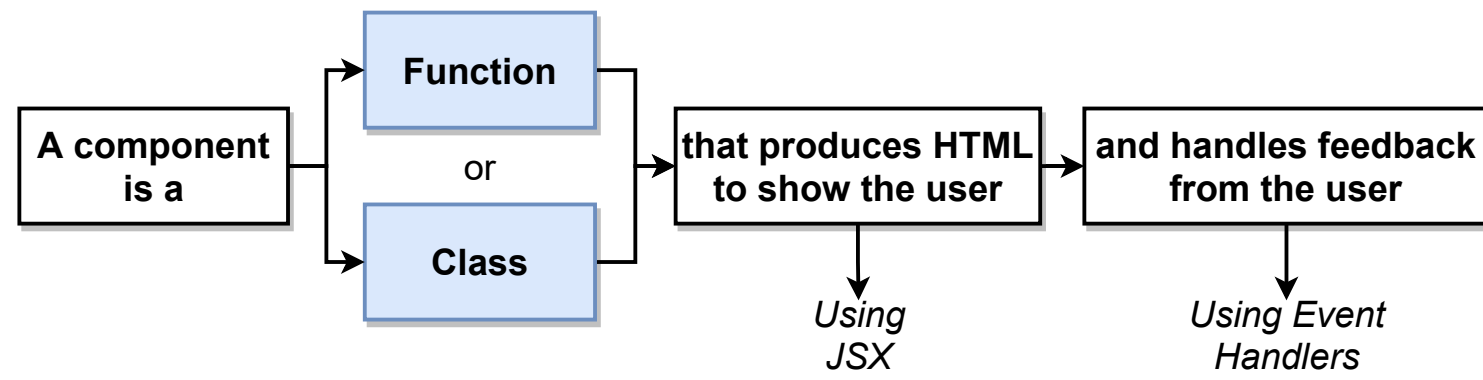 A component
is a
Function
or
Class
that produces HTML
to show the user
and handles feedback
from the user
Using
JSX
Using Event
Handlers